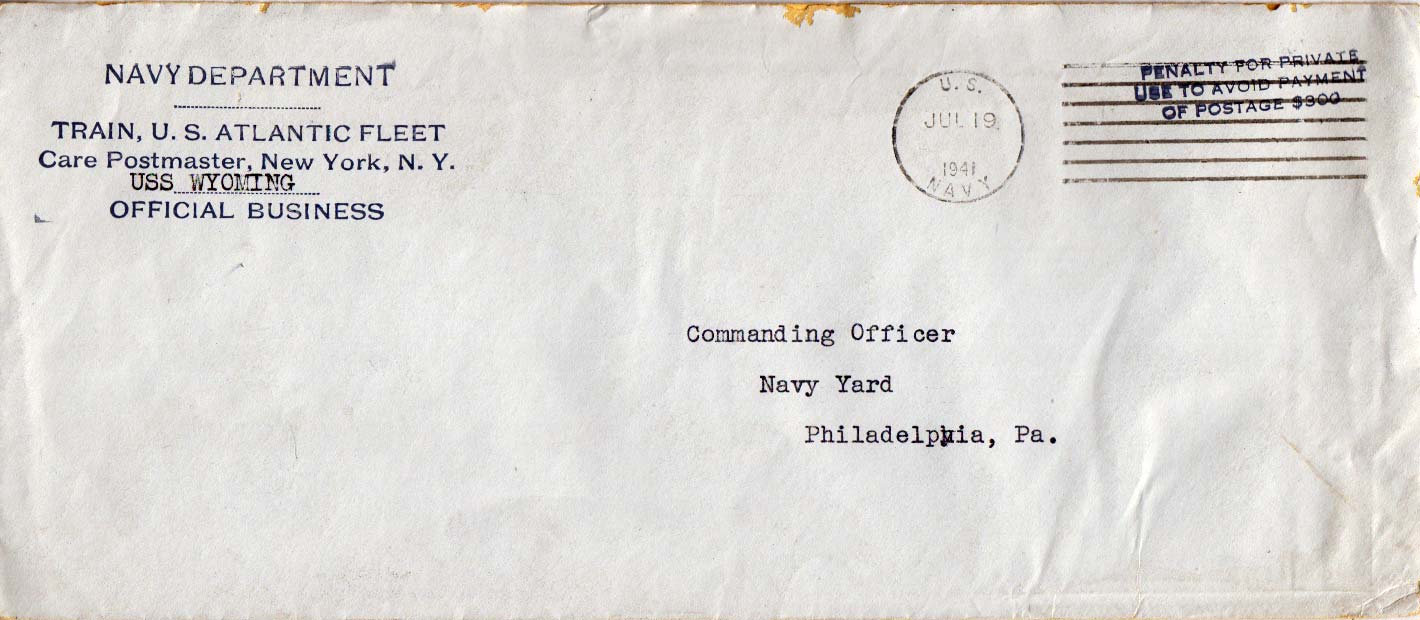 NAVY DEPARTMENT
TRAIN, U. S. ATLANTIC FLEET
Care Postmaster, New York, N. Y.
USS WYOMING
OFFICIAL BUSINESS
U. S.
JUL 19
1941
NAVY
PENALTY FOR PRIVATE
USE TO AVOID PAYMENT
OF POSTAGE $300
Commanding Officer
Navy Yard
Philadelphia, Pa.